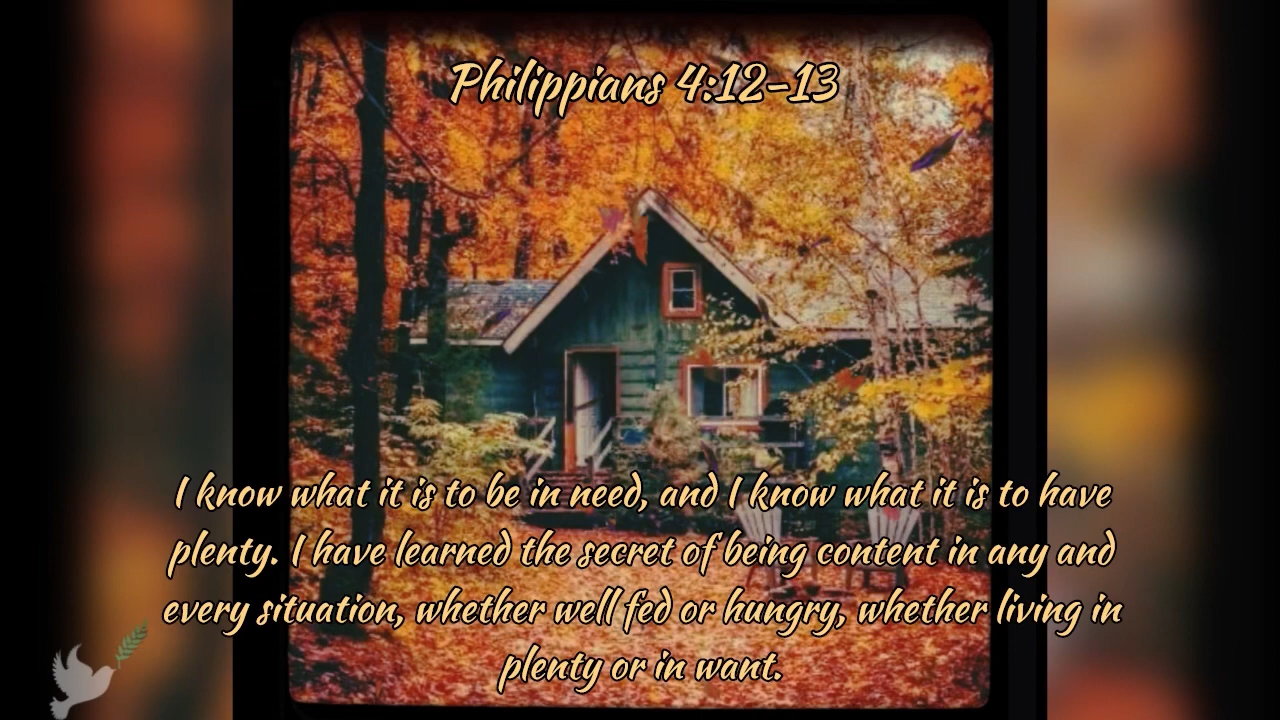 Philippians 4:12-13
I know what it is to be in need, and I know what it is to have
plenty. I have learned the secret of being content in any and
every situation, whether well fed or hungry, whether living in
plenty or in want.